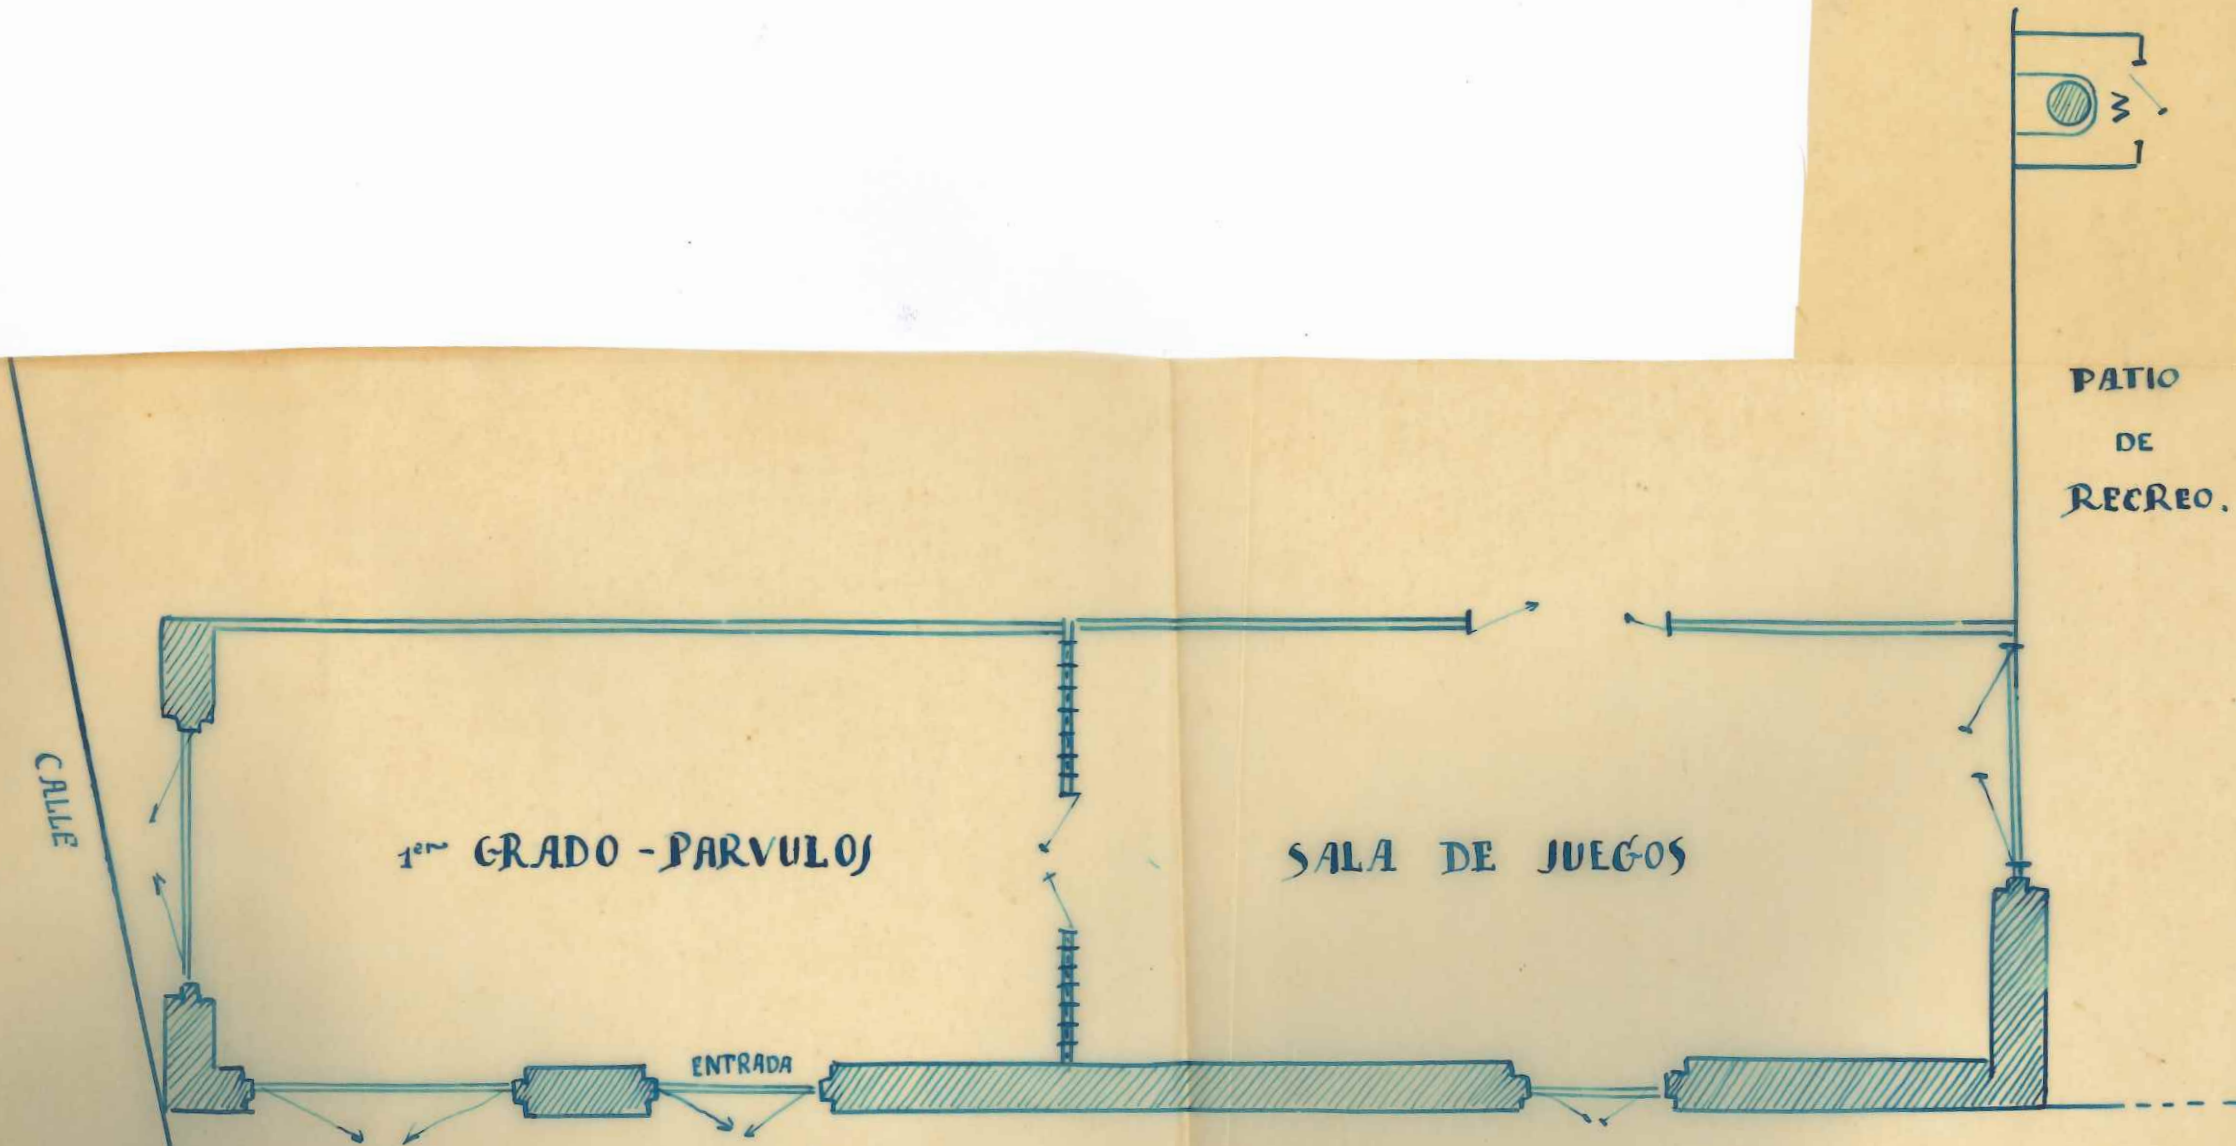 W
PATIO
DE
RECREO.
CALLE
1er GRADO - PARVULOS
SALA DE JUEGOS
ENTRADA